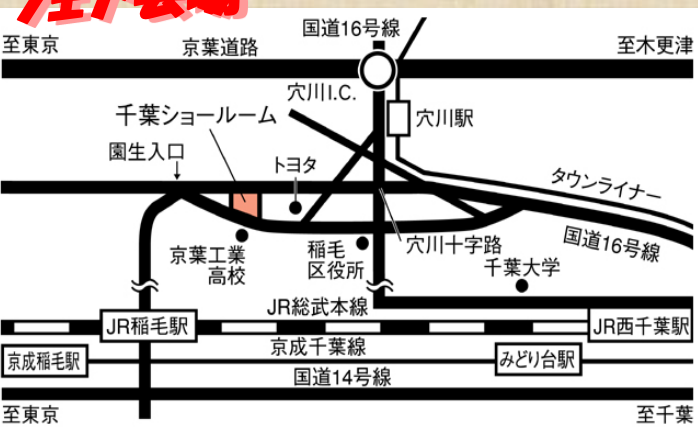 国道16号線
至東京
京葉道路
至木更津
穴川I.C.
千葉ショールーム
穴川駅
園生入口
トヨタ
タウンライナー
国道16号線
京葉工業
高校
稲毛
区役所
穴川十字路
千葉大学
JR総武本線
JR稲毛駅
JR西千葉駅
京成千葉線
京成稲毛駅
みどり台駅
国道14号線
至東京
至千葉